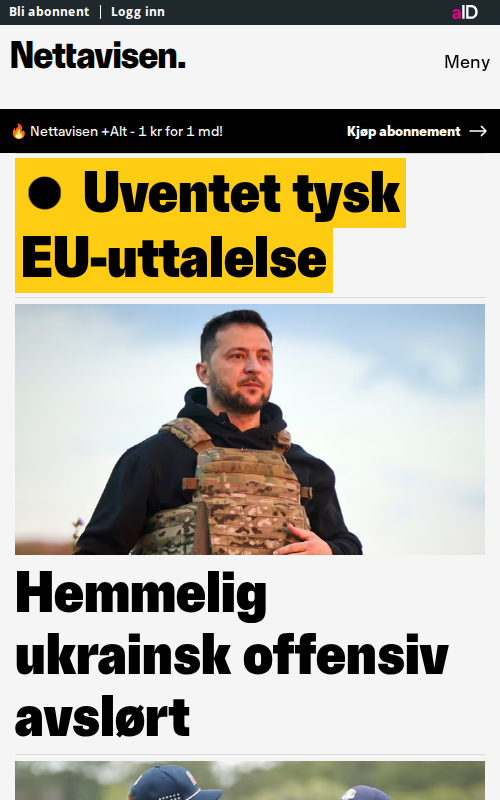 Bli abonnent
Logg inn
aID
Nettavisen.
Meny
Nettavisen +Alt - 1 kr for 1 md!
Kjøp abonnement
Uventet tysk
EU-uttalelse
Hemmelig
ukrainsk offensiv
avslørt